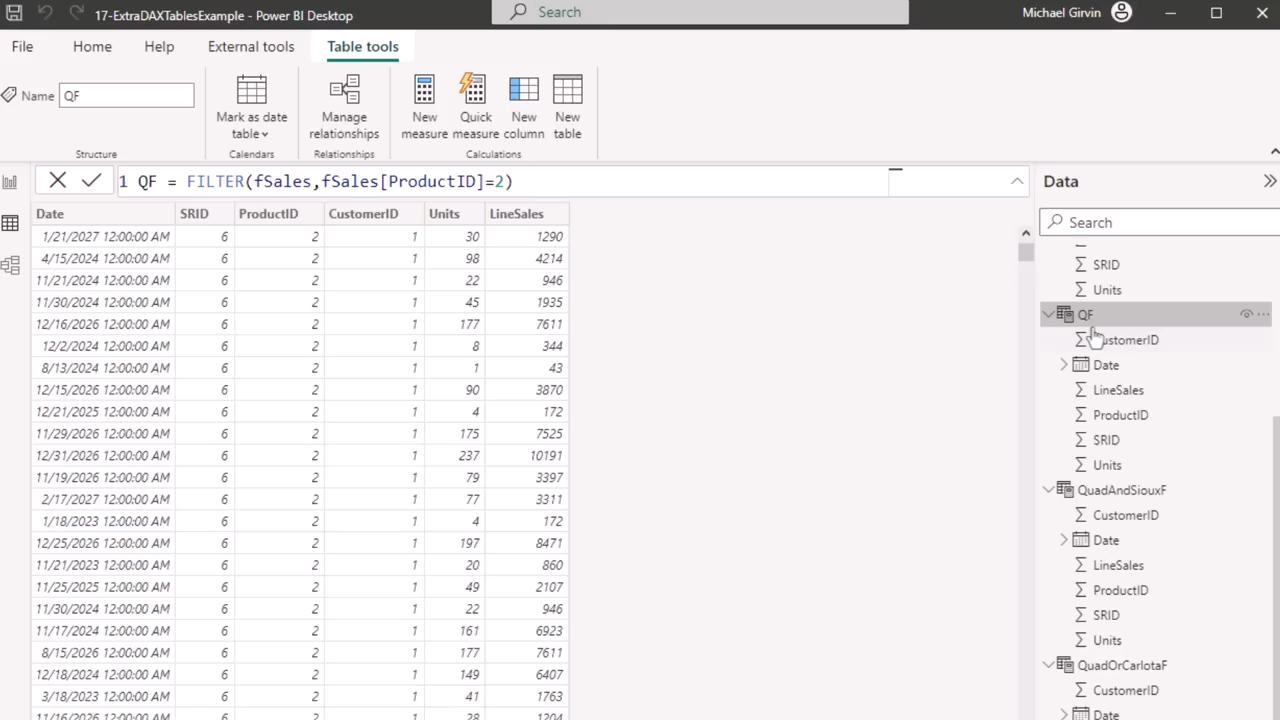 17-ExtraDAXTablesExample - Power BI Desktop
Search
Michael Girvin
File Home Help External tools Table tools
Name QF
Mark as date table
Manage relationships
New measure
Quick measure
New column
New table
Structure Calendars Relationships Calculations
1 QF = FILTER(fSales,fSales[ProductID]=2)
Date SRID ProductID CustomerID Units LineSales
1/21/2027 12:00:00 AM 6 2 1 30 1290
4/15/2024 12:00:00 AM 6 2 1 98 4214
11/21/2024 12:00:00 AM 6 2 1 22 946
11/30/2024 12:00:00 AM 6 2 1 45 1935
12/16/2026 12:00:00 AM 6 2 1 177 7611
12/2/2024 12:00:00 AM 6 2 1 8 344
8/13/2024 12:00:00 AM 6 2 1 1 43
12/15/2026 12:00:00 AM 6 2 1 90 3870
12/21/2025 12:00:00 AM 6 2 1 4 172
11/29/2026 12:00:00 AM 6 2 1 175 7525
12/31/2026 12:00:00 AM 6 2 1 237 10191
11/19/2026 12:00:00 AM 6 2 1 79 3397
2/17/2027 12:00:00 AM 6 2 1 77 3311
1/18/2023 12:00:00 AM 6 2 1 4 172
12/25/2026 12:00:00 AM 6 2 1 197 8471
11/21/2023 12:00:00 AM 6 2 1 20 860
11/25/2025 12:00:00 AM 6 2 1 49 2107
11/30/2024 12:00:00 AM 6 2 1 22 946
11/17/2024 12:00:00 AM 6 2 1 161 6923
8/15/2026 12:00:00 AM 6 2 1 177 7611
12/18/2024 12:00:00 AM 6 2 1 149 6407
3/18/2023 12:00:00 AM 6 2 1 41 1763
11/16/2026 12:00:00 AM 6 2 1 28 1204
Data
Search
SRID
Units
QF
CustomerID
Date
LineSales
ProductID
SRID
Units
QuadAndSiouxF
CustomerID
Date
LineSales
ProductID
SRID
Units
QuadOrCarlotaF
CustomerID
Date